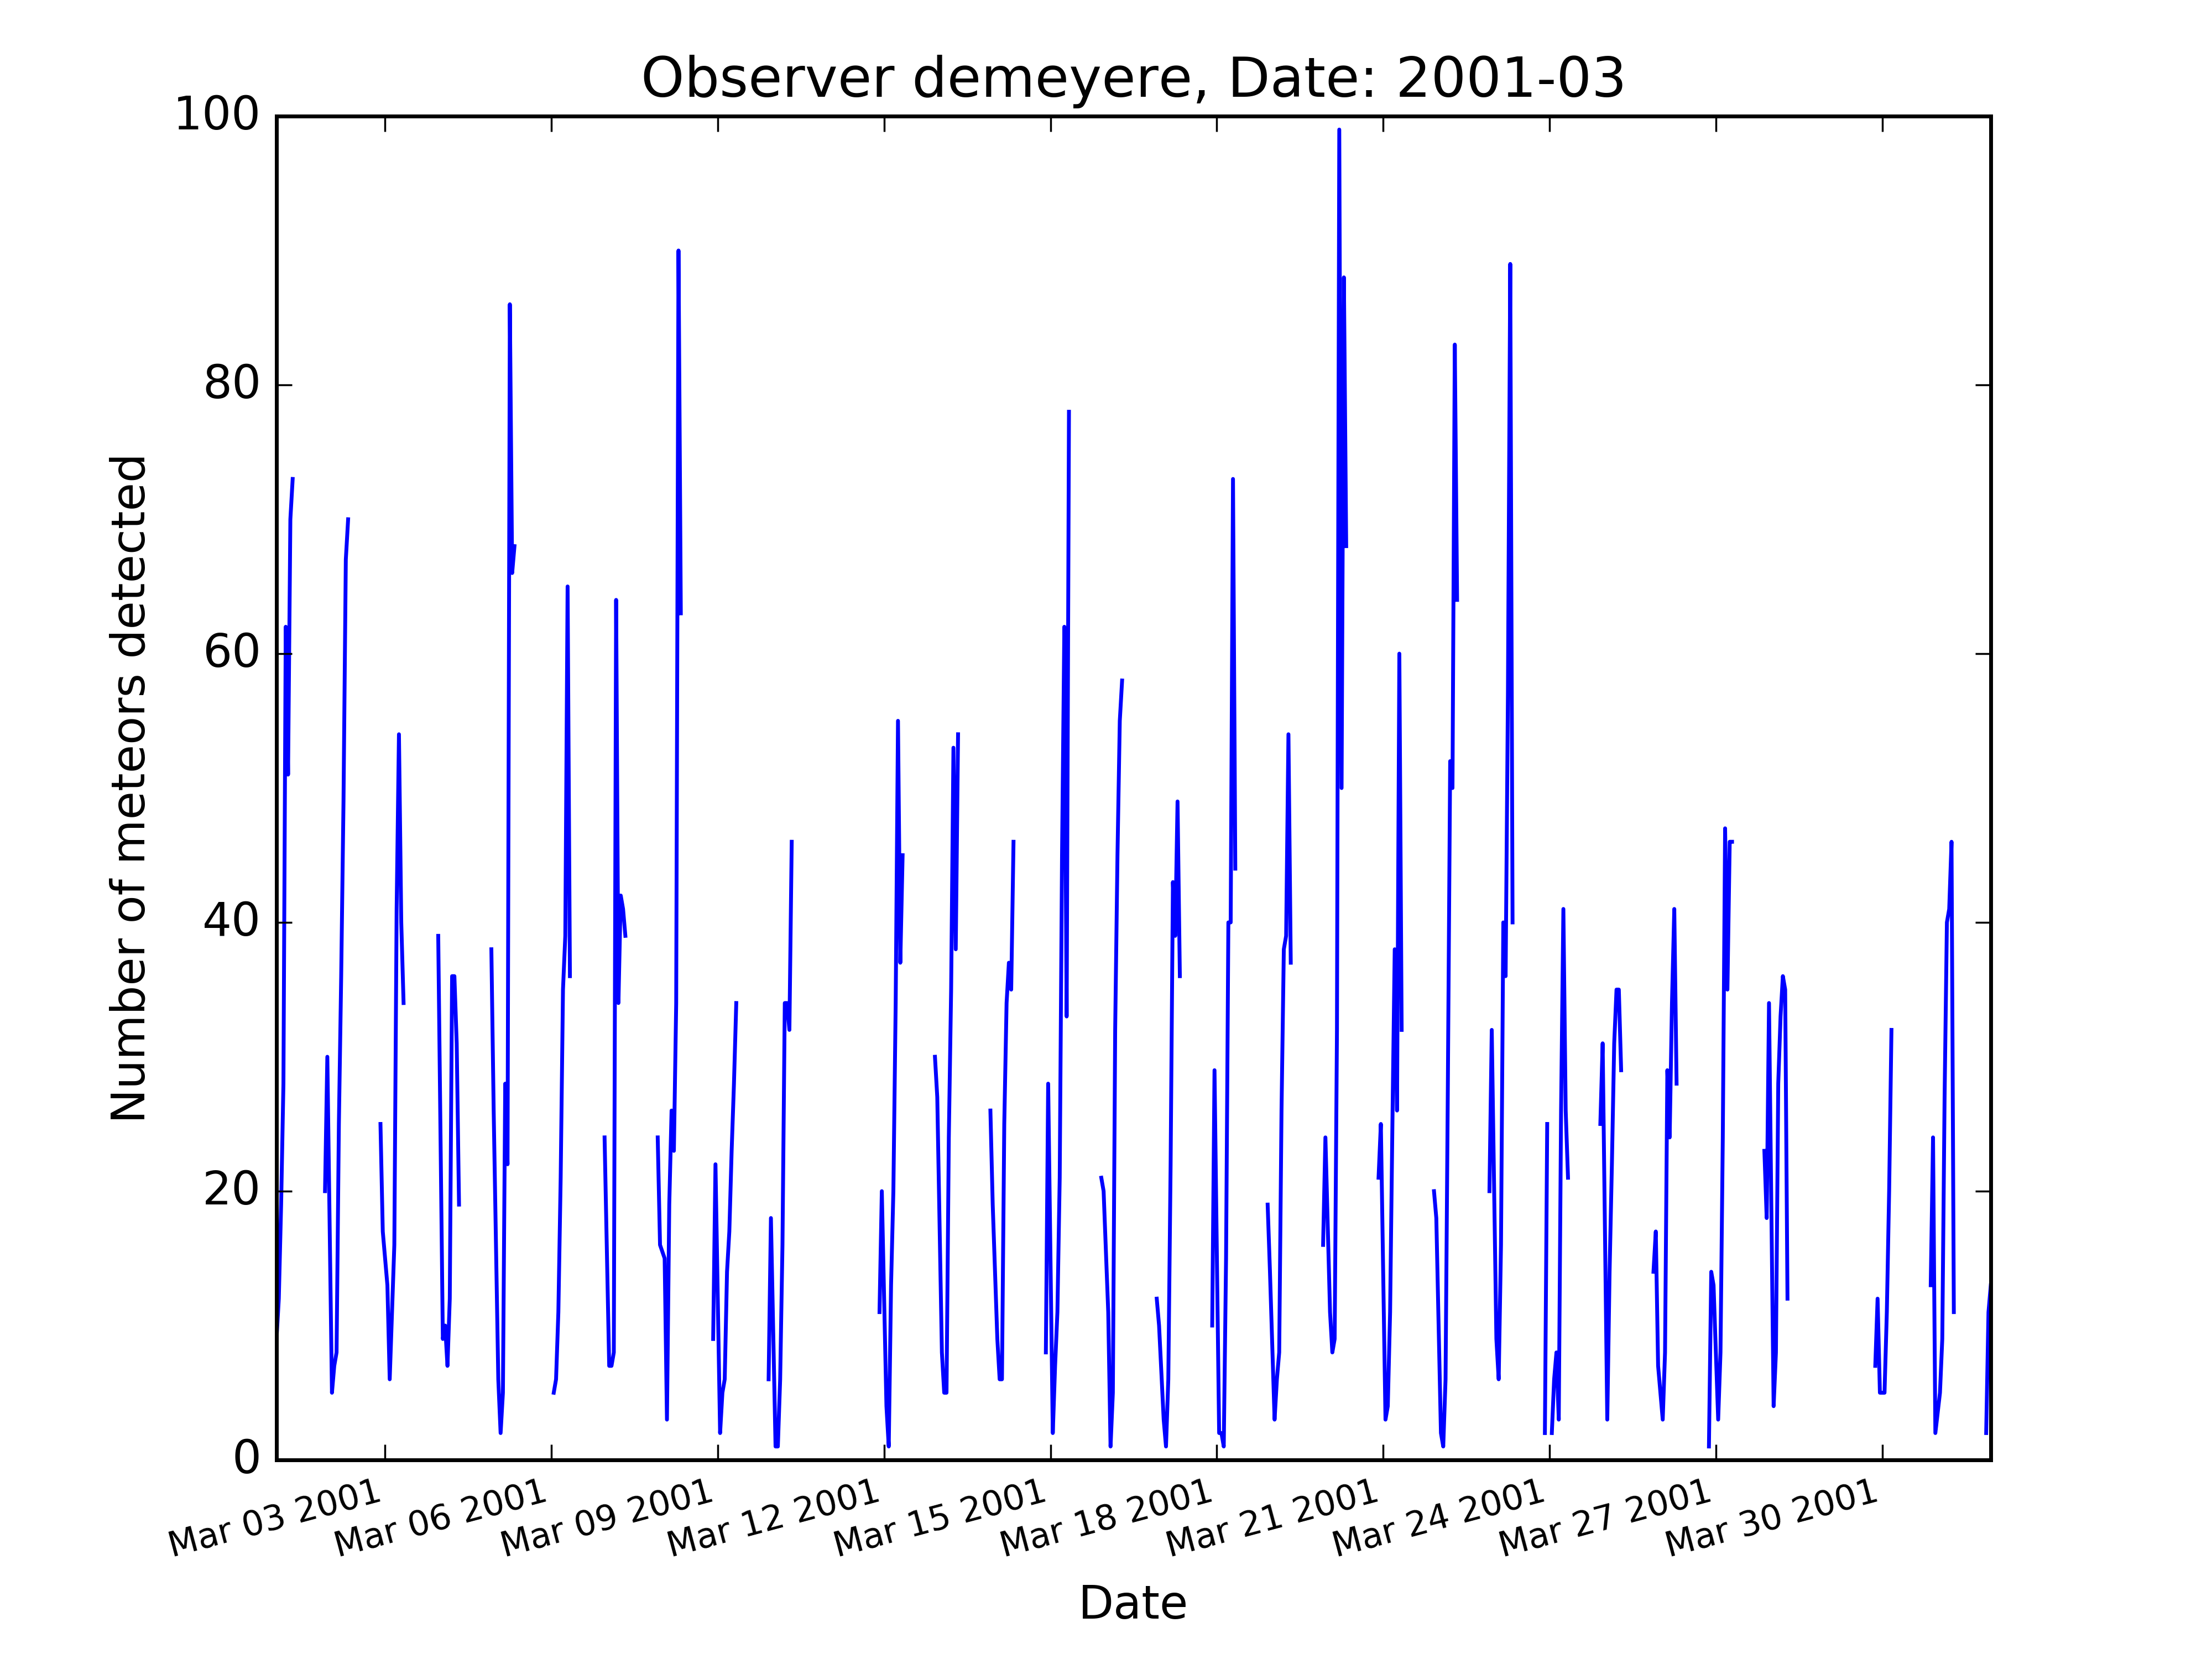 Observer demeyere, Date: 2001-03
100
80
60
40
20
0
Number of meteors detected
Mar 03 2001
Mar 06 2001
Mar 09 2001
Mar 12 2001
Mar 15 2001
Mar 18 2001
Mar 21 2001
Mar 24 2001
Mar 27 2001
Mar 30 2001
Date